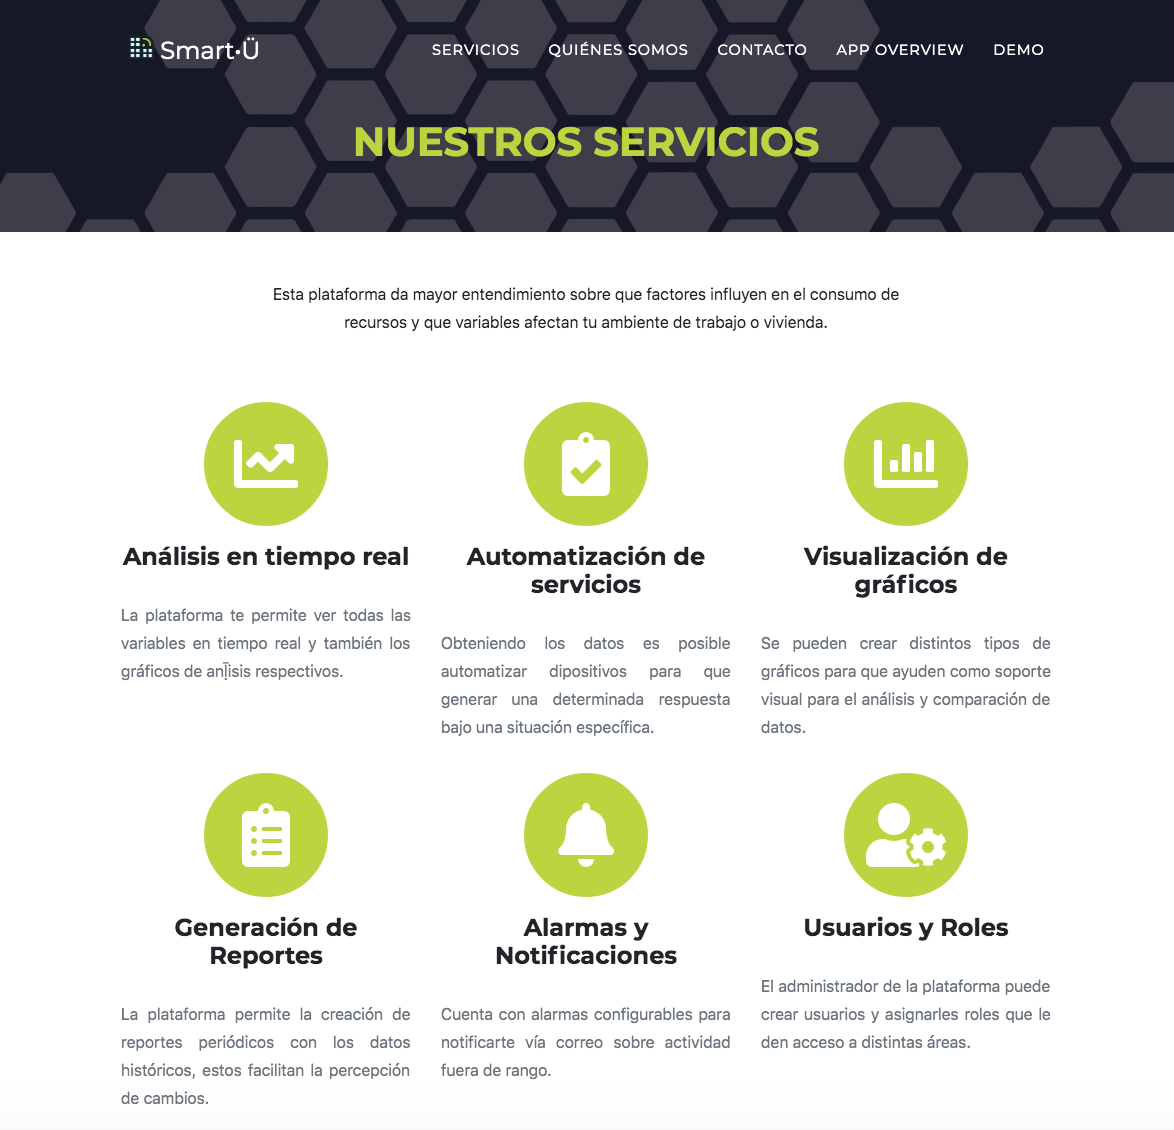 Smart•Ü
SERVICIOS QUIÉNES SOMOS CONTACTO APP OVERVIEW DEMO
NUESTROS SERVICIOS
Esta plataforma da mayor entendimiento sobre que factores influyen en el consumo de
recursos y que variables afectan tu ambiente de trabajo o vivienda.
Análisis en tiempo real
La plataforma te permite ver todas las
variables en tiempo real y también los
gráficos de respectivos.
Automatización de
servicios
Obteniendo los datos es posible
automatizar dipositivos para que
generar una determinada respuesta
bajo una situación específica.
Visualización de
gráficos
Se pueden crear distintos tipos de
gráficos para que ayuden como soporte
visual para el análisis y comparación de
datos.
Generación de
Reportes
La plataforma permite la creación de
reportes periódicos con los datos
históricos, estos facilitan la percepción
de cambios.
Alarmas y
Notificaciones
Cuenta con alarmas configurables para
notificarte vía correo sobre actividad
fuera de rango.
Usuarios y Roles
El administrador de la plataforma puede
crear usuarios y asignarles roles que le
den acceso a distintas áreas.